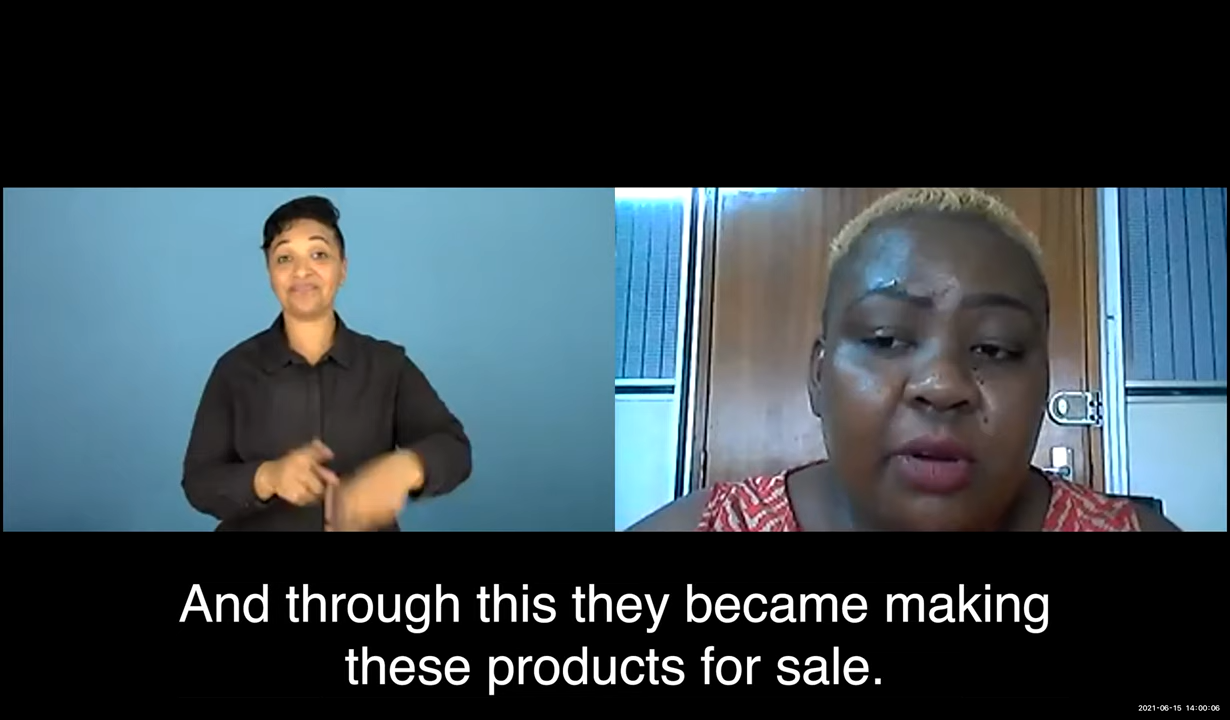 And through this they became making
these products for sale.
2021-06-15 14:00:06